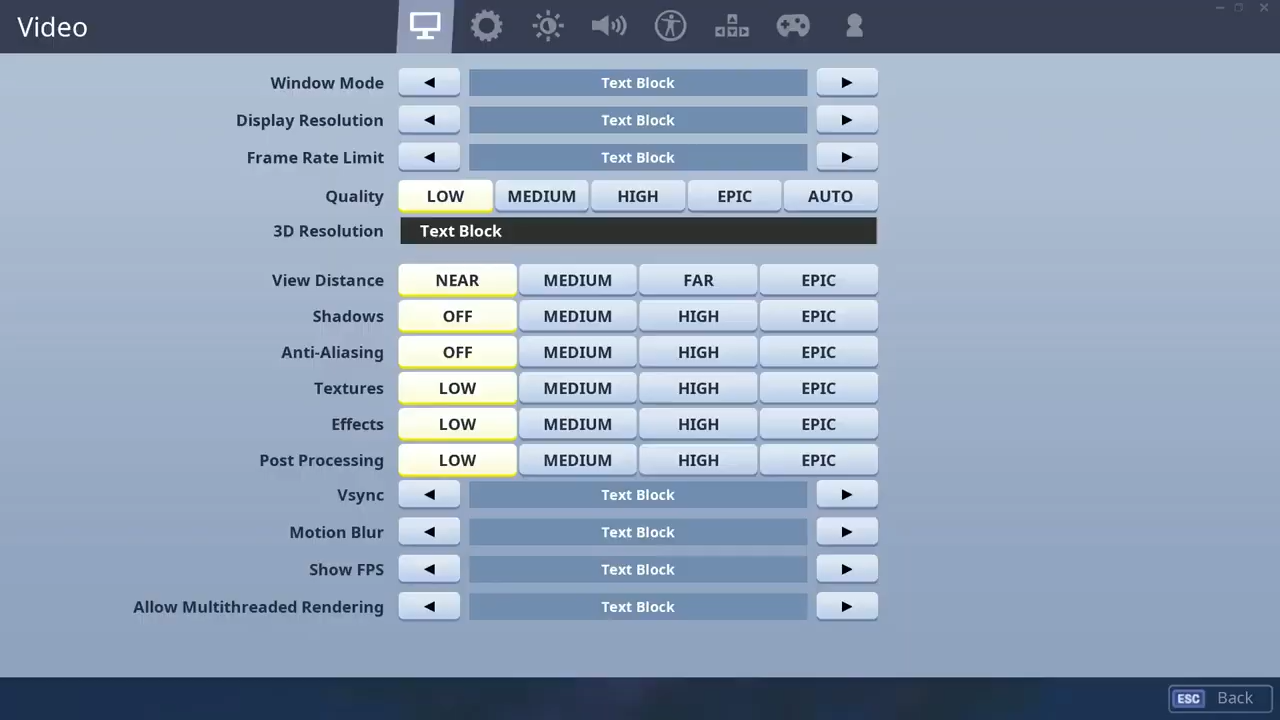 Video
Window Mode ◄ Text Block ►
Display Resolution ◄ Text Block ►
Frame Rate Limit ◄ Text Block ►
Quality LOW MEDIUM HIGH EPIC AUTO
3D Resolution Text Block
View Distance NEAR MEDIUM FAR EPIC
Shadows OFF MEDIUM HIGH EPIC
Anti-Aliasing OFF MEDIUM HIGH EPIC
Textures LOW MEDIUM HIGH EPIC
Effects LOW MEDIUM HIGH EPIC
Post Processing LOW MEDIUM HIGH EPIC
Vsync ◄ Text Block ►
Motion Blur ◄ Text Block ►
Show FPS ◄ Text Block ►
Allow Multithreaded Rendering ◄ Text Block ►
ESC Back